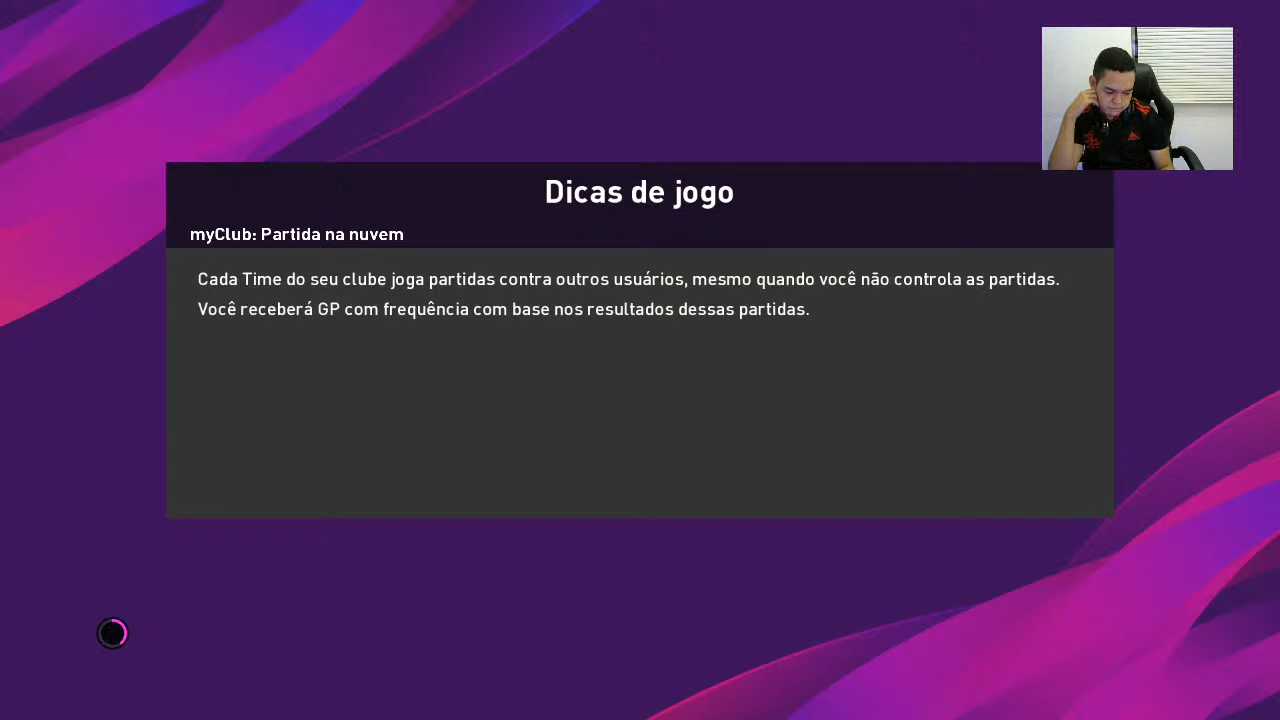 Dicas de jogo
myClub: Partida na nuvem
Cada Time do seu clube joga partidas contra outros usuários, mesmo quando você não controla as partidas.
Você receberá GP com frequência com base nos resultados dessas partidas.